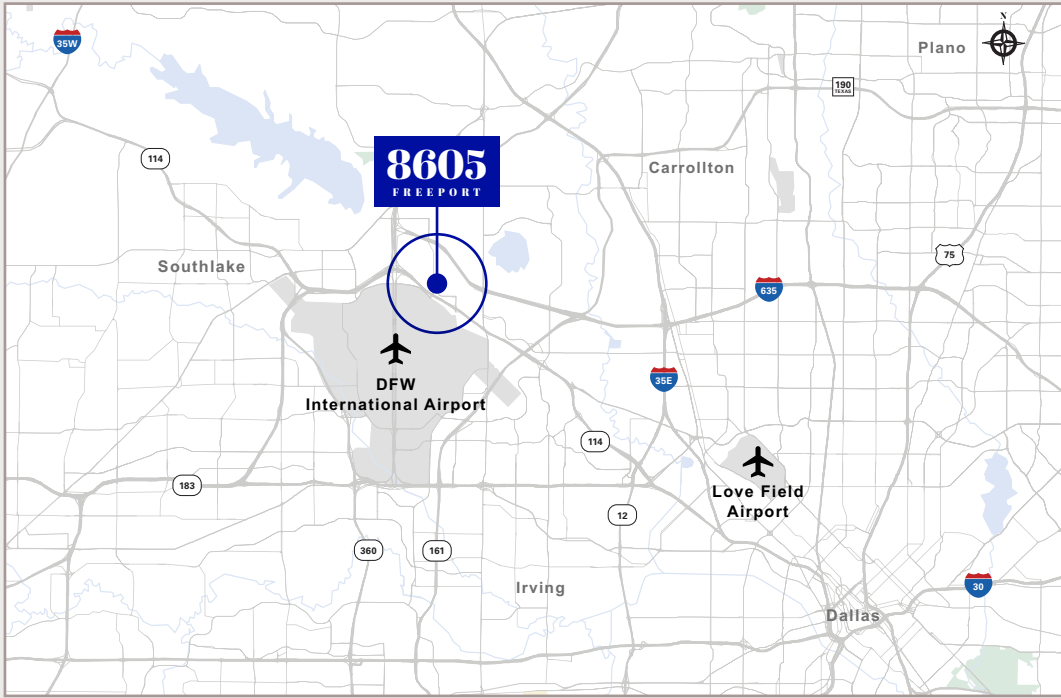 N
35W
Plano
190
TEXAS
114
8605
FREEPORT
Carrollton
75
Southlake
635
DFW
International Airport
35E
114
183
Love Field
Airport
12
360
161
Irving
30
Dallas